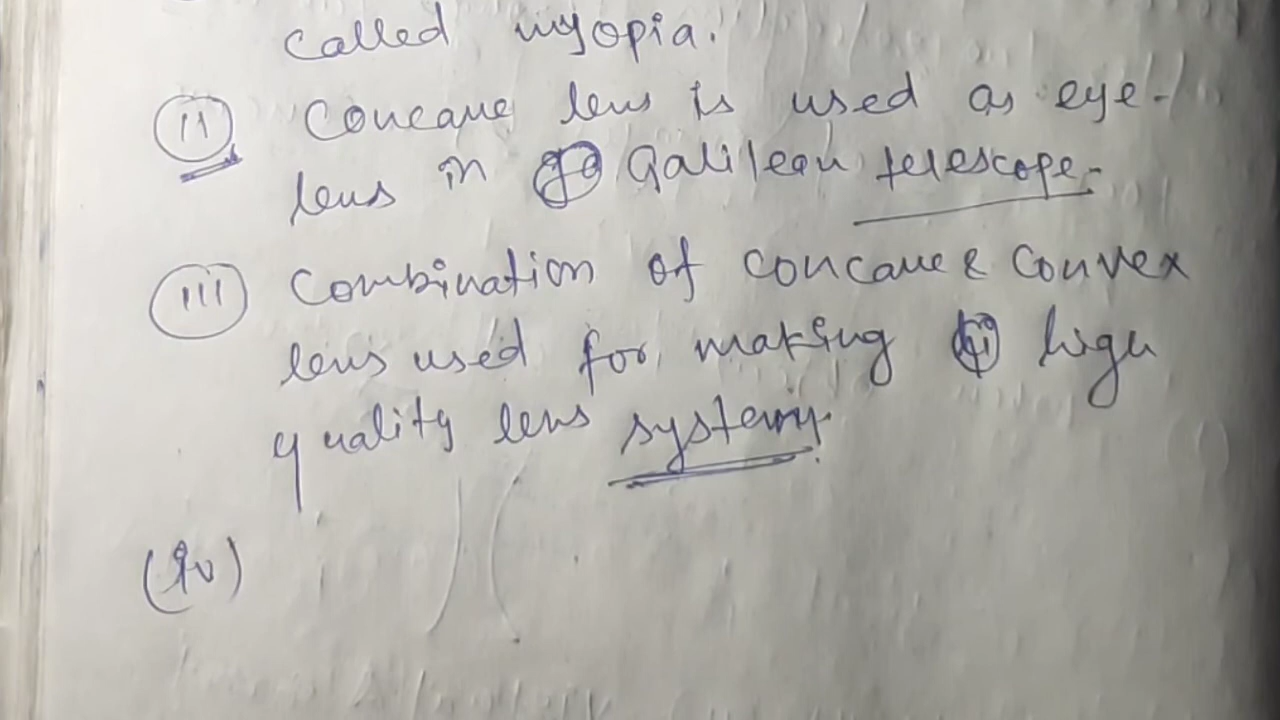 called myopia.
(ii) Concave lens is used as eye-
lens in Galilean telescope.
(iii) Combination of concave & convex
lens used for making high
quality lens system.
(iv)